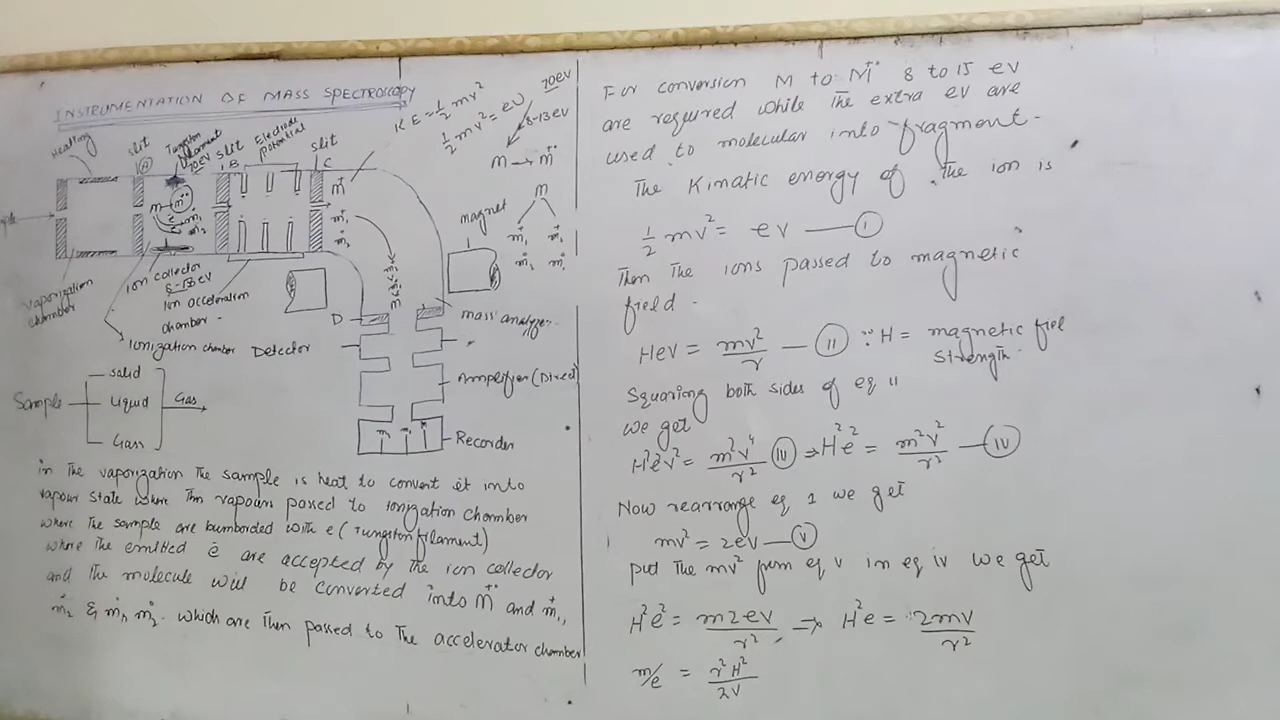 INSTRUMENTATION OF MASS SPECTROSCOPY
Heating
slit
A
Tungston
filament
70ev
slit
B
Electrode
potential
slit
C
KE = 1/2 mv²
1/2 mv² = eV
70ev
8-13ev
M → M⁺˙
M
m₁⁺ m₂⁺
m₂˙ m₁˙
M M⁺˙
ē
m₁⁺
m₂˙
M⁺
m₁⁺
m₂˙
magnet
vaporization
chamber
ion collector
Ion acceleration
chamber.
Ionization chamber
Detector
D
mass analyzer
Amplifier (Direct)
Recorder
Sample
Solid
Liquid
Gass
Gas
m m m
in The vaporization The sample is heat to convert it into
vapour state where Thn vapours passed to Ionization chamber
where The sample are bumborded with e (Tungston filament)
where The emitted ē are accepted by The ion collector
and The molecule will be converted into M⁺˙ and m₁⁺,
m₂⁺ & m₁˙, m₂˙. which are Then passed to The accelerator chamber
For conversion M to M⁺˙ 8 to 15 ev
are required while The extra ev are
used to molecular into fragment.
The Kinatic energy of The ion is
1/2 mv² = ev — I
Then The ions passed to magnetic
field.
Hev = mv²/r — II ∵ H = magnetic fiel
strength.
Squaring both sides of eq II
we get
H²e²v² = m²v⁴/r² IV ⇒ H²e² = m²v²/r² — IV
Now rearrange eq 1 we get
mv² = 2ev — V
put The mv² from eq V in eq iv we get
H²e² = m2ev/r² ⇒ H²e = 2mv/r²
m/e = r²H²/2V